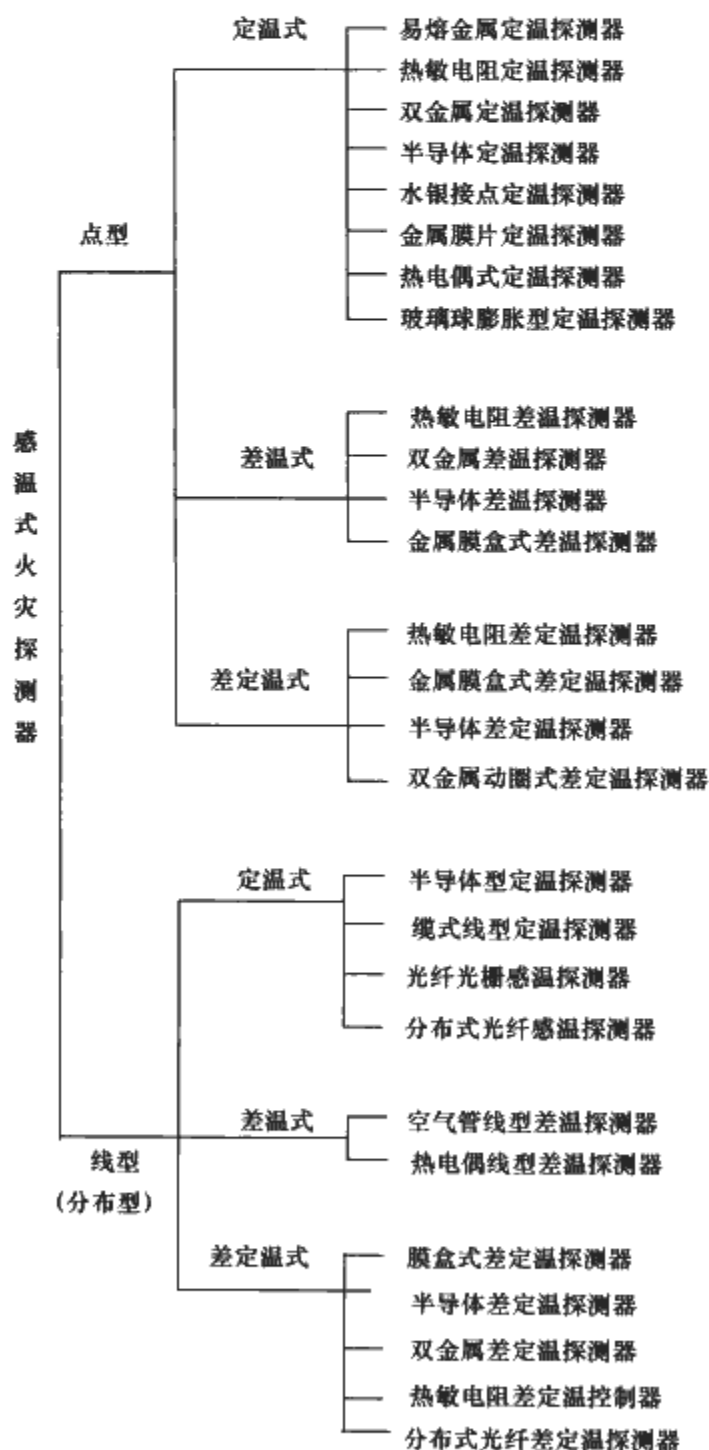 感温式火灾探测器
点型
定温式
易熔金属定温探测器
热敏电阻定温探测器
双金属定温探测器
半导体定温探测器
水银接点定温探测器
金属膜片定温探测器
热电偶式定温探测器
玻璃球膨胀型定温探测器
差温式
热敏电阻差温探测器
双金属差温探测器
半导体差温探测器
金属膜盒式差温探测器
差定温式
热敏电阻差定温探测器
金属膜盒式差定温探测器
半导体差定温探测器
双金属动圈式差定温探测器
线型
(分布型)
定温式
半导体型定温探测器
缆式线型定温探测器
光纤光栅感温探测器
分布式光纤感温探测器
差温式
空气管线型差温探测器
热电偶线型差温探测器
差定温式
膜盒式差定温探测器
半导体差定温探测器
双金属差定温探测器
热敏电阻差定温控制器
分布式光纤差定温探测器